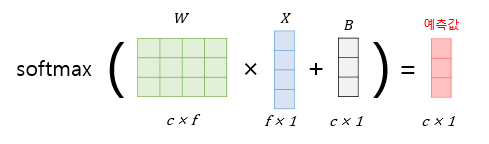 W X B 예측값
softmax ( × + ) =
c × f f × 1 c × 1 c × 1